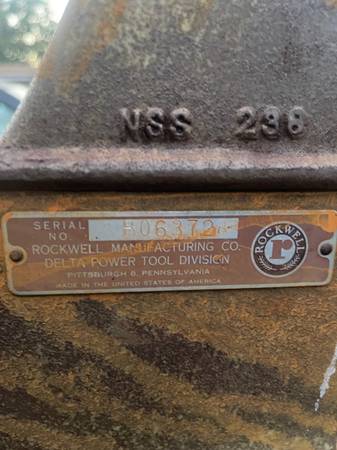 NSS 236
SERIAL
NO
ROCKWELL MANUFACTURING CO.
DELTA POWER TOOL DIVISION
PITTSBURGH 8, PENNSYLVANIA
MADE IN THE UNITED STATES OF AMERICA
ROCKWELL
r